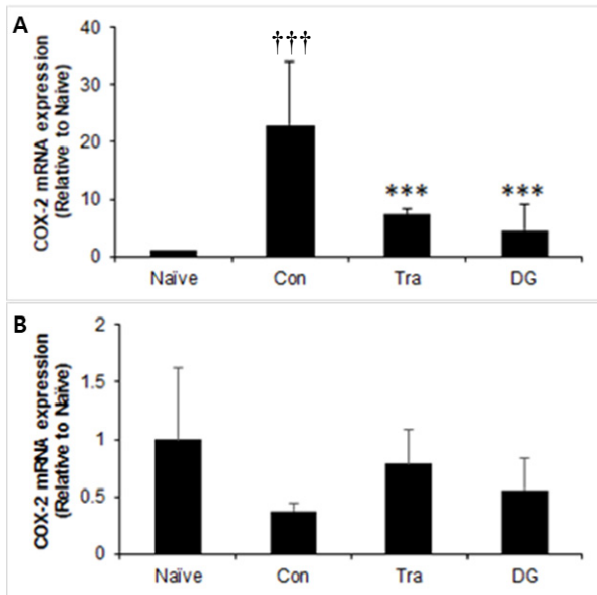 A
COX-2 mRNA expression
(Relative to Naive)
40
30
20
10
0
†††
***
***
Naïve
Con
Tra
DG
B
COX-2 mRNA expression
(Relative to Naïve)
2
1.5
1
0.5
0
Naïve
Con
Tra
DG